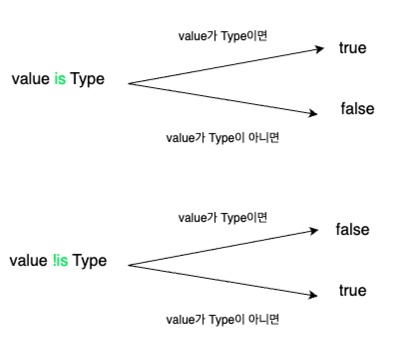 value가 Type이면
true
value is Type
false
value가 Type이 아니면
value가 Type이면
false
value !is Type
true
value가 Type이 아니면